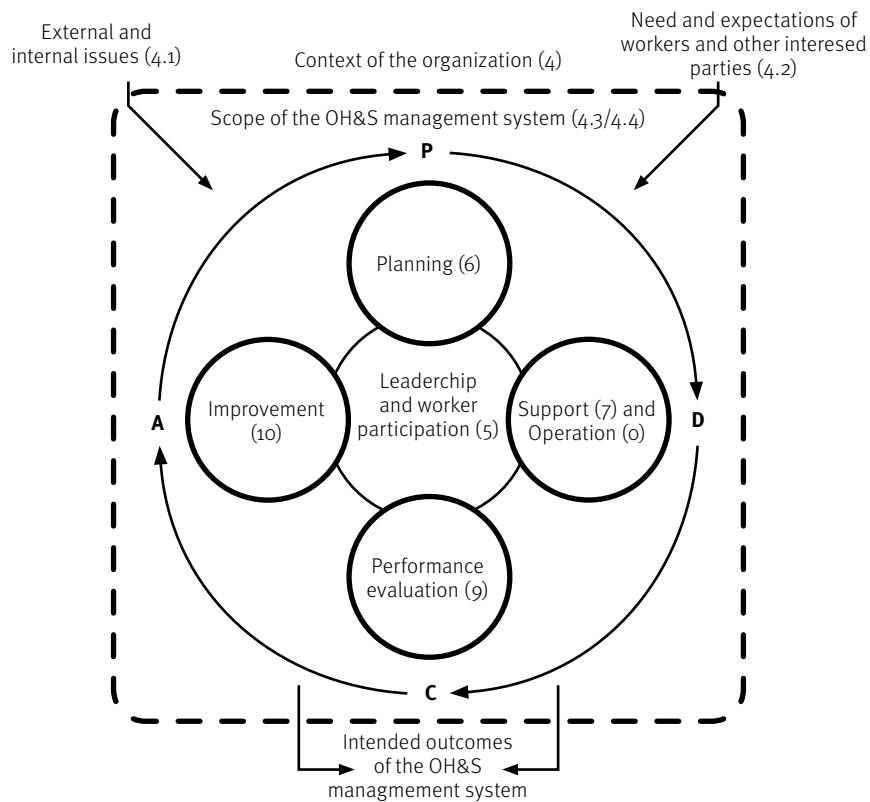 External and
internal issues (4.1)
Context of the organization (4)
Need and expectations of
workers and other interesed
parties (4.2)
Scope of the OH&S management system (4.3/4.4)
P
Planning (6)
Leaderchip
and worker
participation (5)
Improvement
(10)
Support (7) and
Operation (0)
A
D
Performance
evaluation (9)
C
Intended outcomes
of the OH&S
managmement system